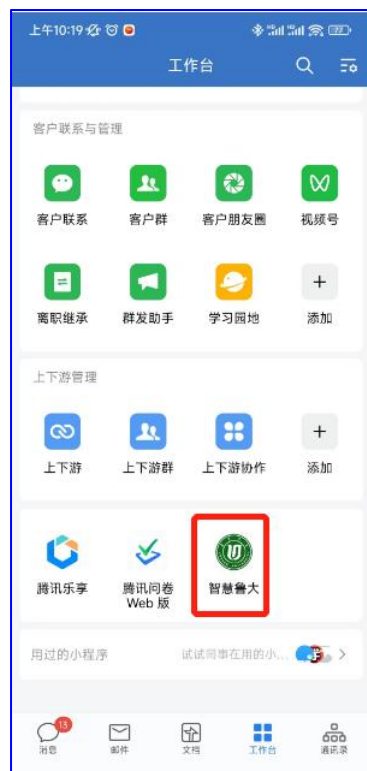 上午10:19
工作台
客户联系与管理
客户联系 客户群 客户朋友圈 视频号
离职继承 群发助手 学习园地 添加
上下游管理
上下游 上下游群 上下游协作 添加
腾讯乐享 腾讯问卷 智慧鲁大
Web 版
用过的小程序 试试同事在用的小...
13
消息 邮件 文档 工作台 通讯录